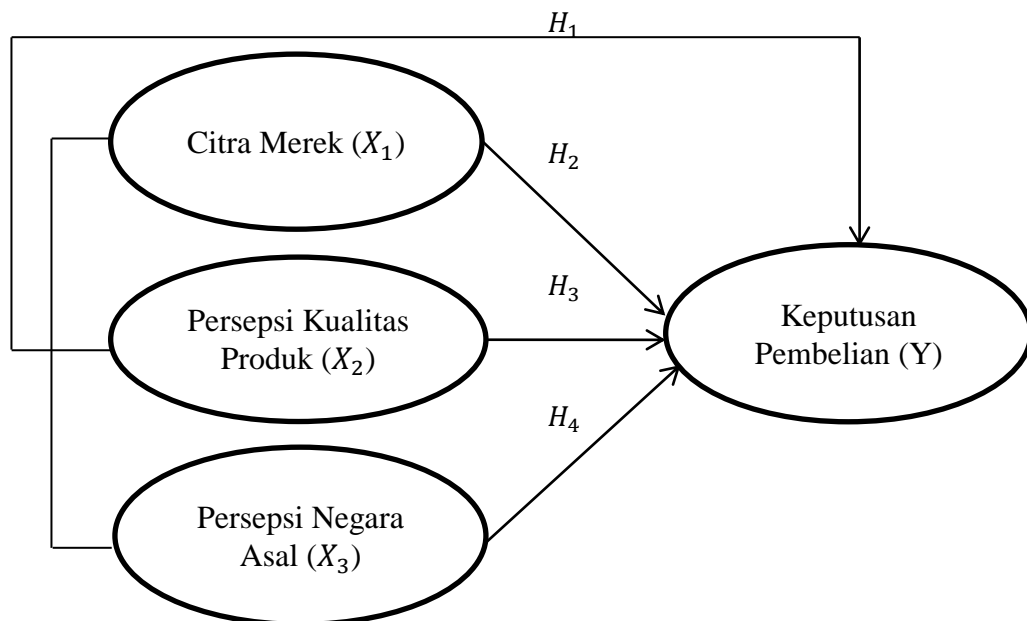 H₁
Citra Merek (X₁)
H₂
H₃
Persepsi Kualitas
Produk (X₂)
Keputusan
Pembelian (Y)
H₄
Persepsi Negara
Asal (X₃)